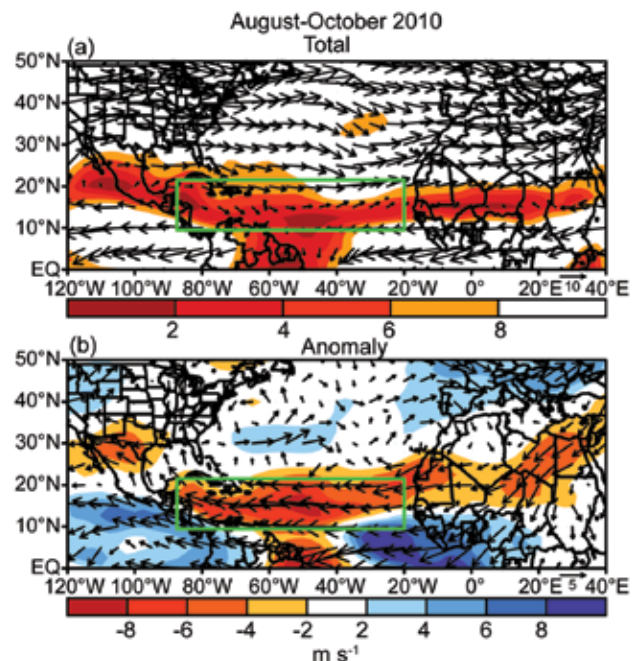 August-October 2010
Total
(a)
50°N
40°N
30°N
20°N
10°N
EQ
120°W 100°W 80°W 60°W 40°W 20°W 0° 20°E 10 40°E
2 4 6 8
Anomaly
(b)
50°N
40°N
30°N
20°N
10°N
EQ
120°W 100°W 80°W 60°W 40°W 20°W 0° 20°E 5 40°E
-8 -6 -4 -2 2 4 6 8
m s⁻¹